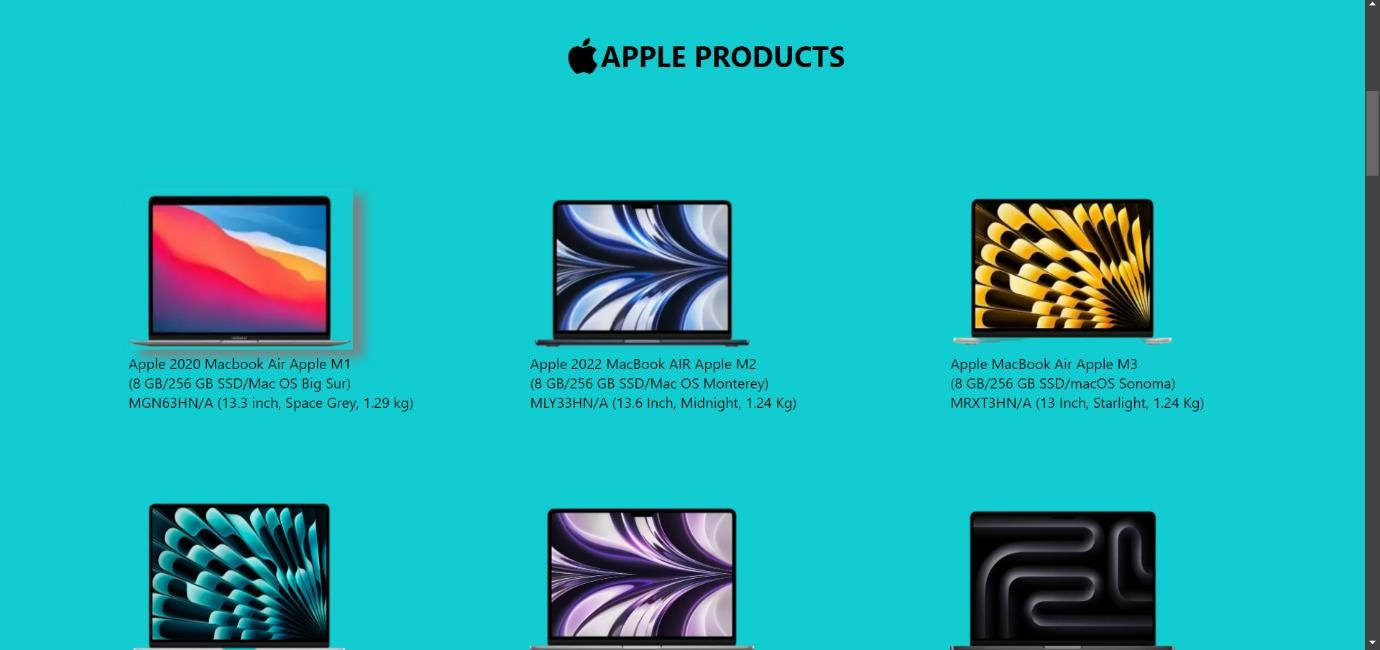 APPLE PRODUCTS
Apple 2020 Macbook Air Apple M1
(8 GB/256 GB SSD/Mac OS Big Sur)
MGN63HN/A (13.3 inch, Space Grey, 1.29 kg)
Apple 2022 MacBook AIR Apple M2
(8 GB/256 GB SSD/Mac OS Monterey)
MLY33HN/A (13.6 Inch, Midnight, 1.24 Kg)
Apple MacBook Air Apple M3
(8 GB/256 GB SSD/macOS Sonoma)
MRXT3HN/A (13 Inch, Starlight, 1.24 Kg)